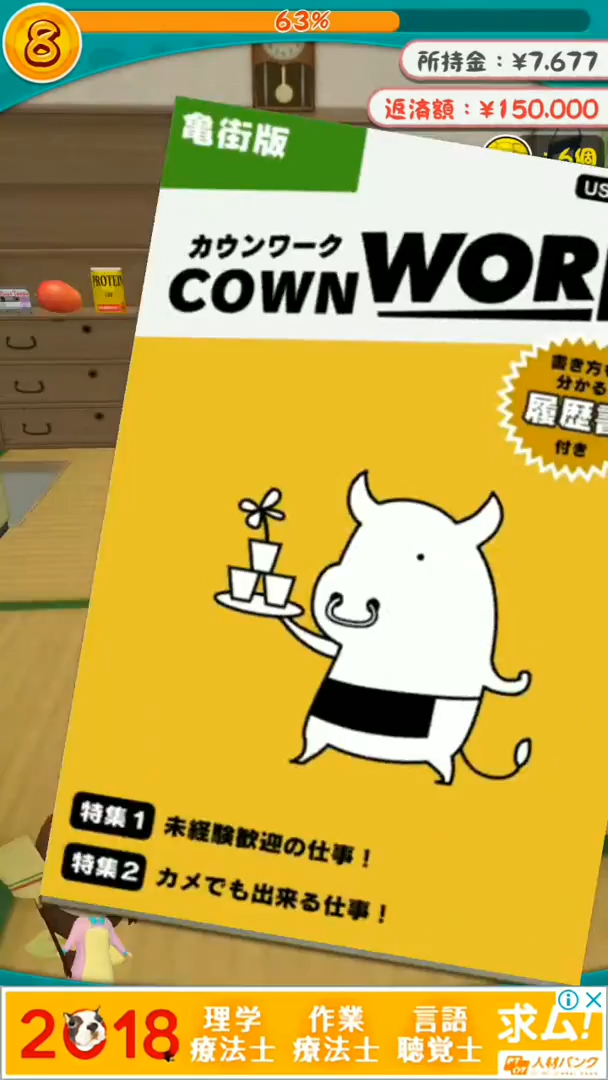 8
63%
所持金：¥7.677
返済額：¥150.000
:6個
亀街版
US
カウンワーク
COWN WOR
PROTEIN
書き方も
分かる
履歴書
付き
特集1 未経験歓迎の仕事！
特集2 カメでも出来る仕事！
2018 理学療法士 作業療法士 言語聴覚士 求ム！
PT・OT 人材バンク